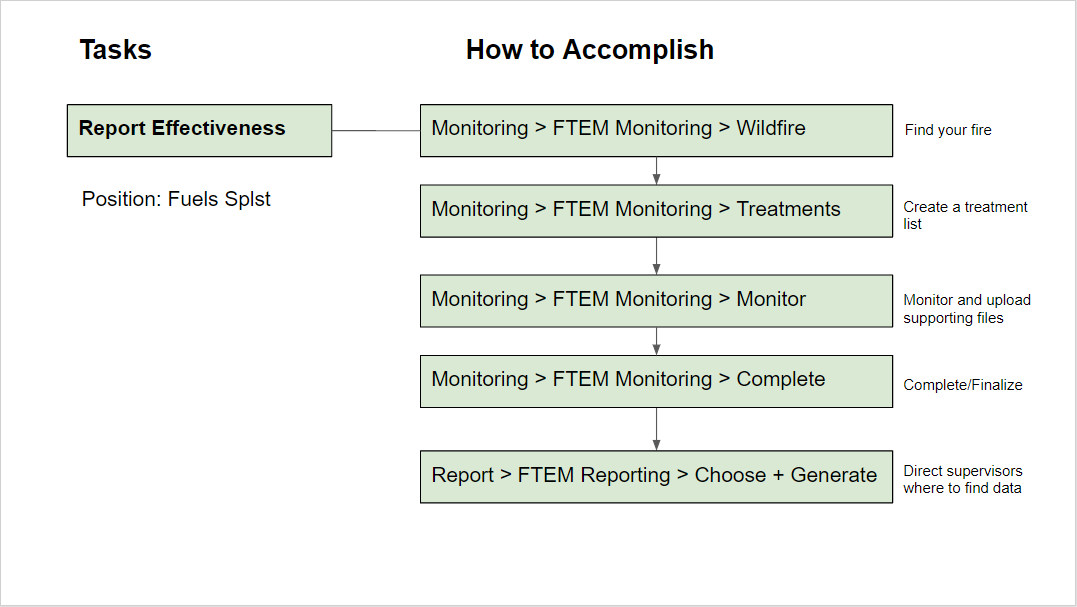 Tasks
How to Accomplish
Report Effectiveness
Monitoring > FTEM Monitoring > Wildfire
Find your fire
Position: Fuels Splst
Monitoring > FTEM Monitoring > Treatments
Create a treatment
list
Monitoring > FTEM Monitoring > Monitor
Monitor and upload
supporting files
Monitoring > FTEM Monitoring > Complete
Complete/Finalize
Report > FTEM Reporting > Choose + Generate
Direct supervisors
where to find data